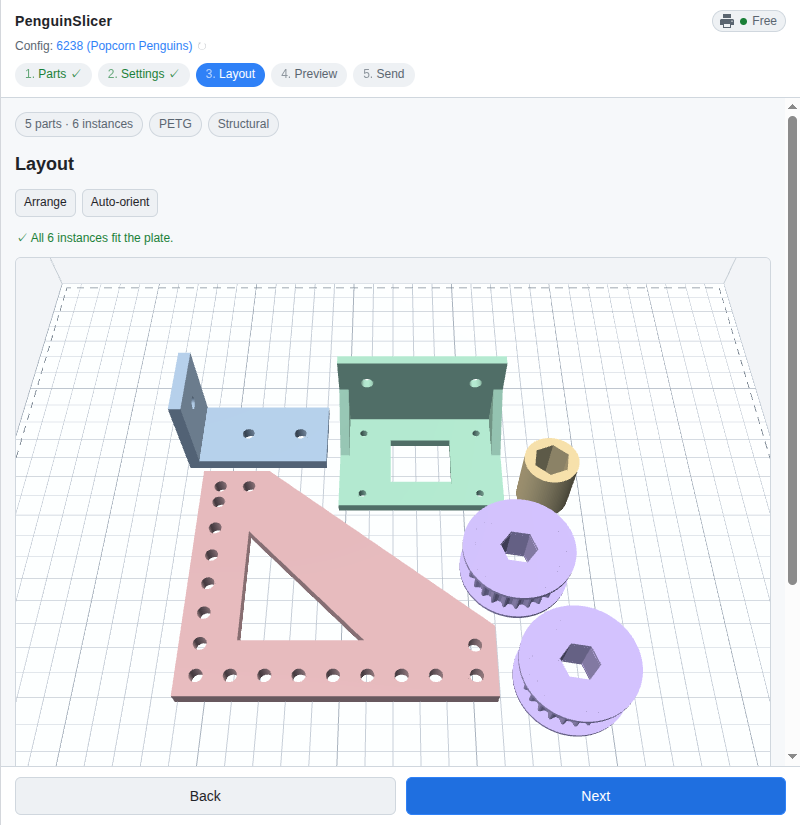 PenguinSlicer
Free
Config: 6238 (Popcorn Penguins)
1. Parts ✓ 2. Settings ✓ 3. Layout 4. Preview 5. Send
5 parts · 6 instances PETG Structural
Layout
Arrange Auto-orient
✓ All 6 instances fit the plate.
Back Next